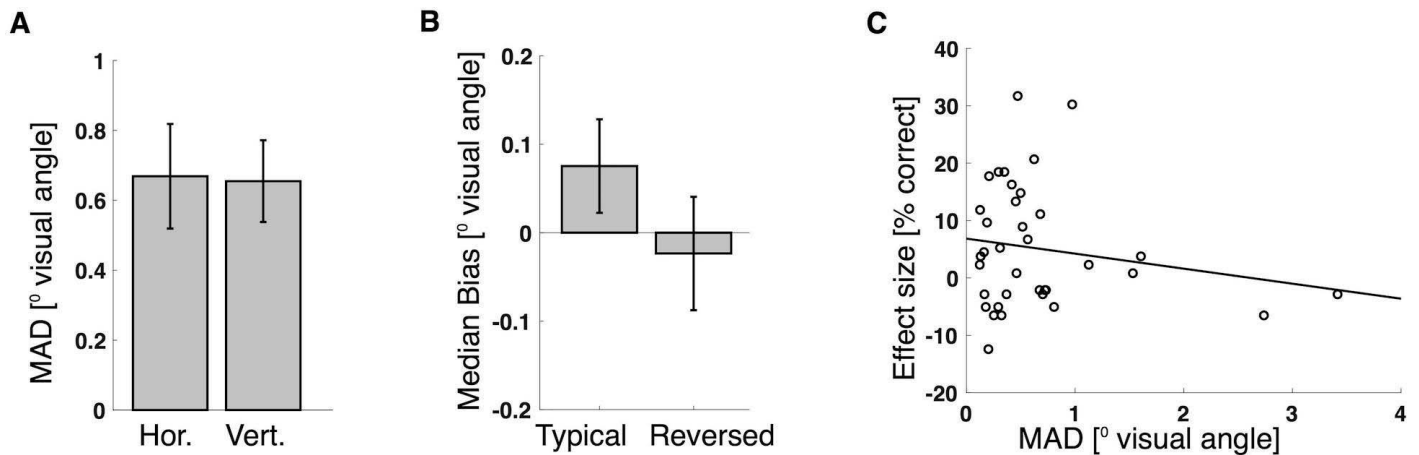 A
MAD [⁰ visual angle]
1
0.8
0.6
0.4
0.2
0
Hor. Vert.
B
Median Bias [⁰ visual angle]
0.2
0.1
0
-0.1
-0.2
Typical Reversed
C
Effect size [% correct]
40
30
20
10
0
-10
-20
0 1 2 3 4
MAD [⁰ visual angle]